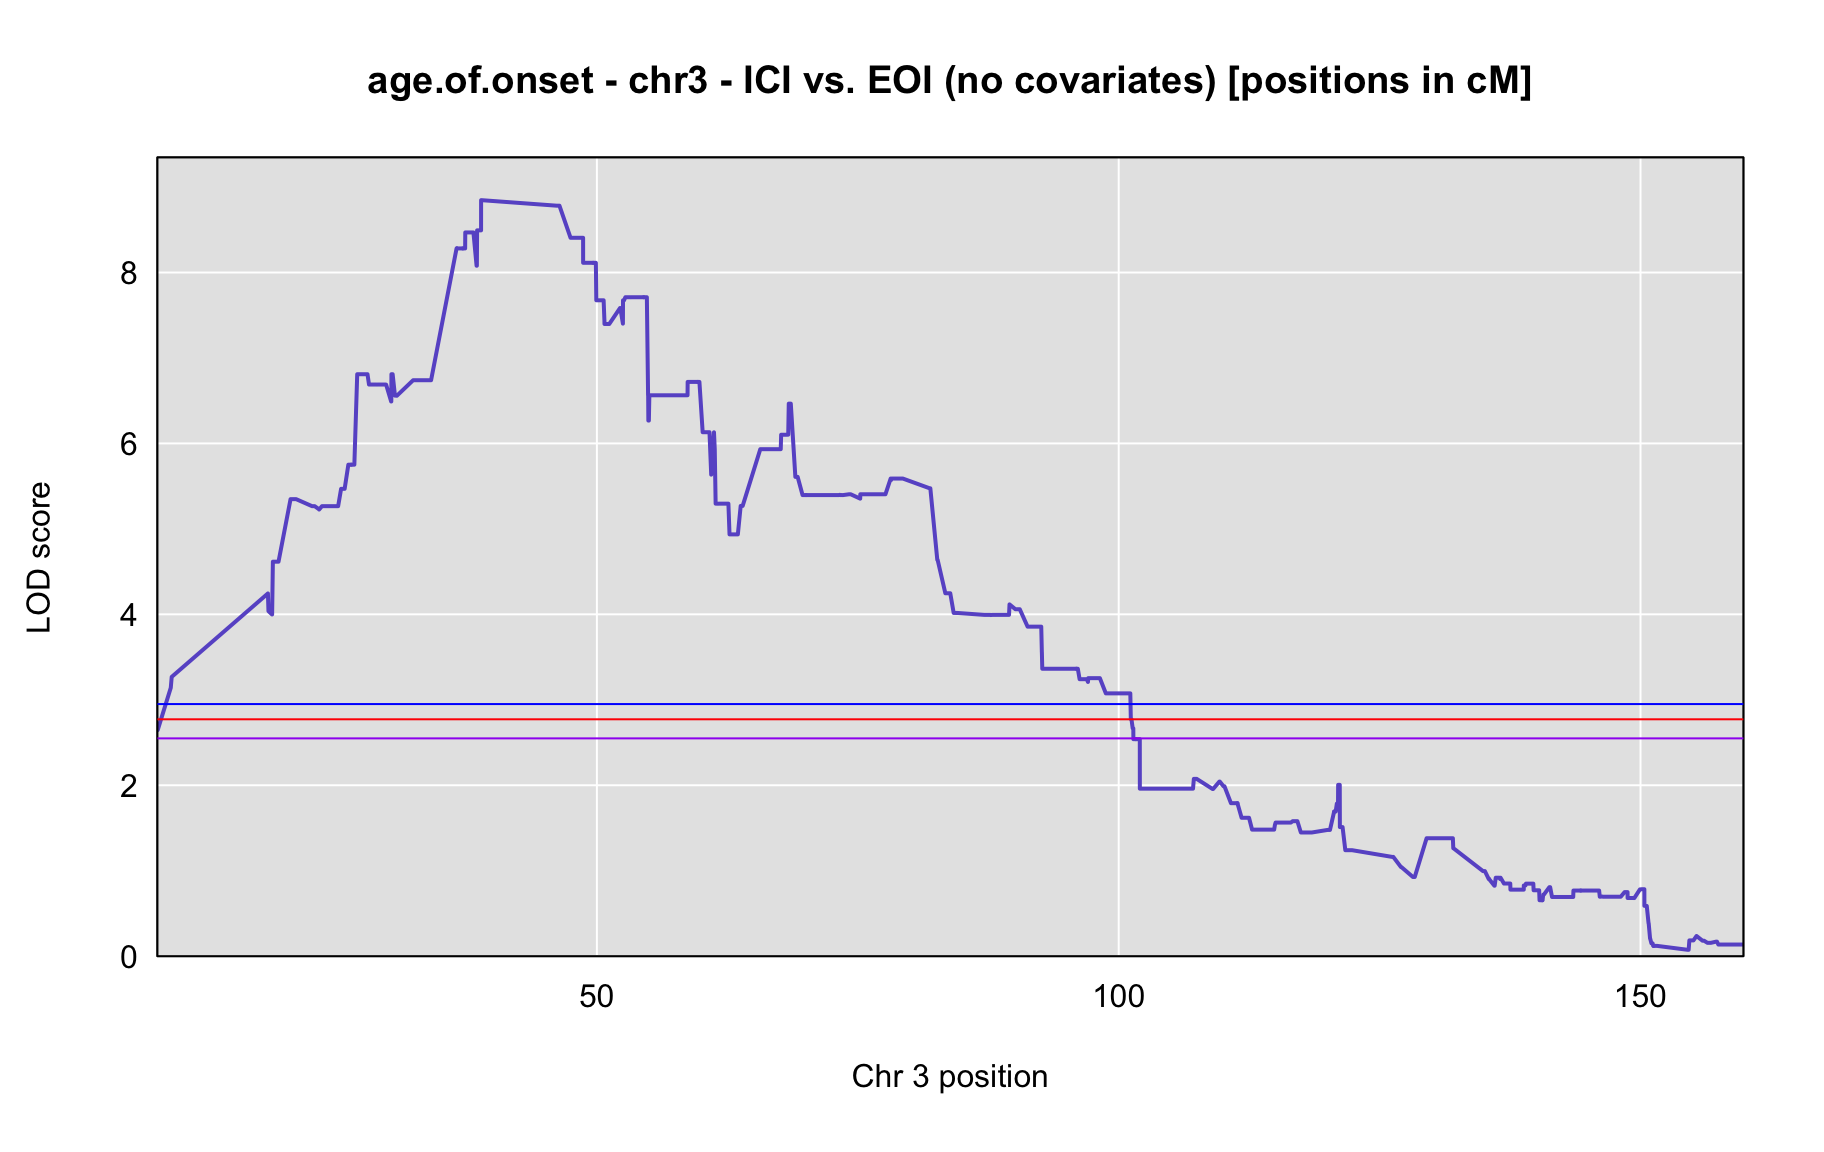 age.of.onset - chr3 - ICI vs. EOI (no covariates) [positions in cM]
LOD score
8
6
4
2
0
50 100 150
Chr 3 position